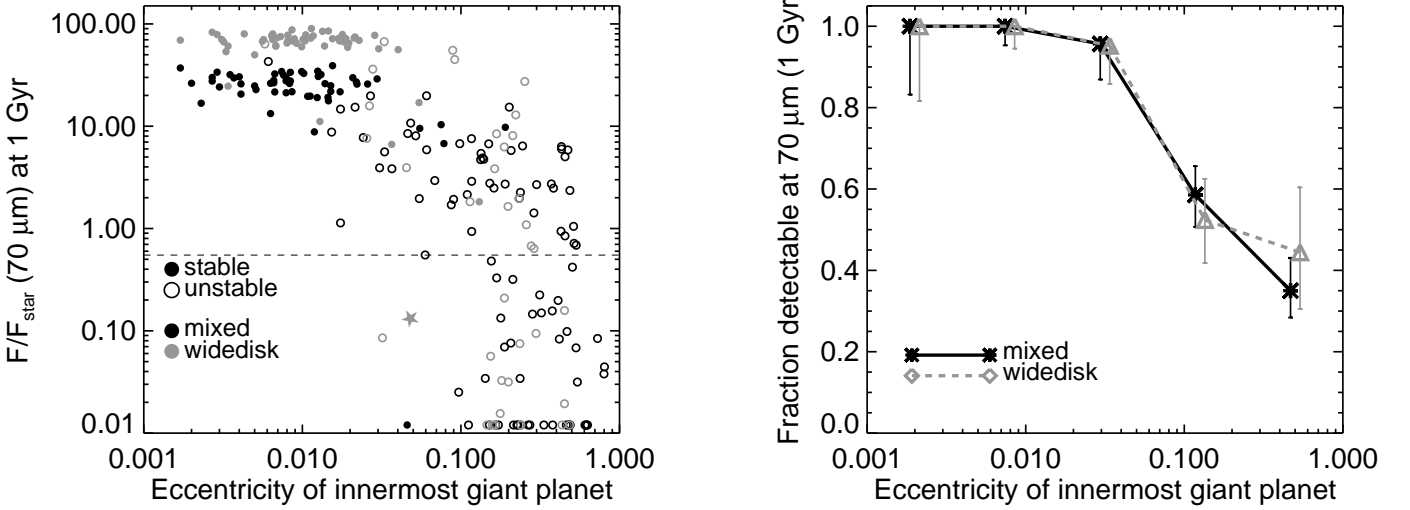 F/Fstar (70 μm) at 1 Gyr
100.00
10.00
1.00
0.10
0.01
stable
unstable
mixed
widedisk
0.001 0.010 0.100 1.000
Eccentricity of innermost giant planet
Fraction detectable at 70 μm (1 Gyr
1.0
0.8
0.6
0.4
0.2
0.0
mixed
widedisk
0.001 0.010 0.100 1.000
Eccentricity of innermost giant planet